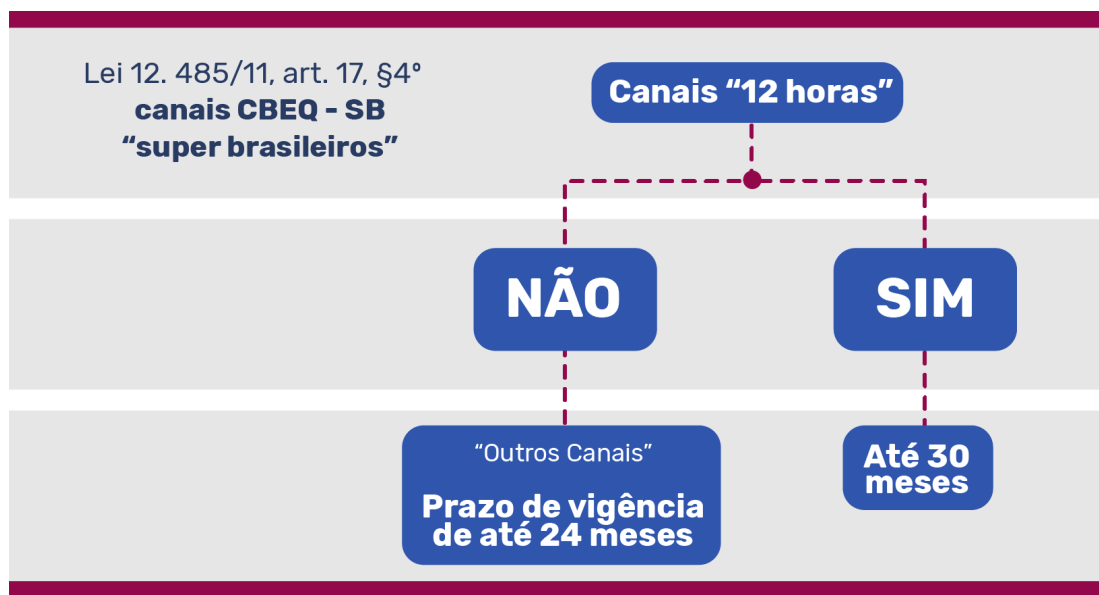 Lei 12. 485/11, art. 17, §4º
canais CBEQ - SB
“super brasileiros”
Canais “12 horas”
NÃO
SIM
“Outros Canais”
Prazo de vigência
de até 24 meses
Até 30
meses